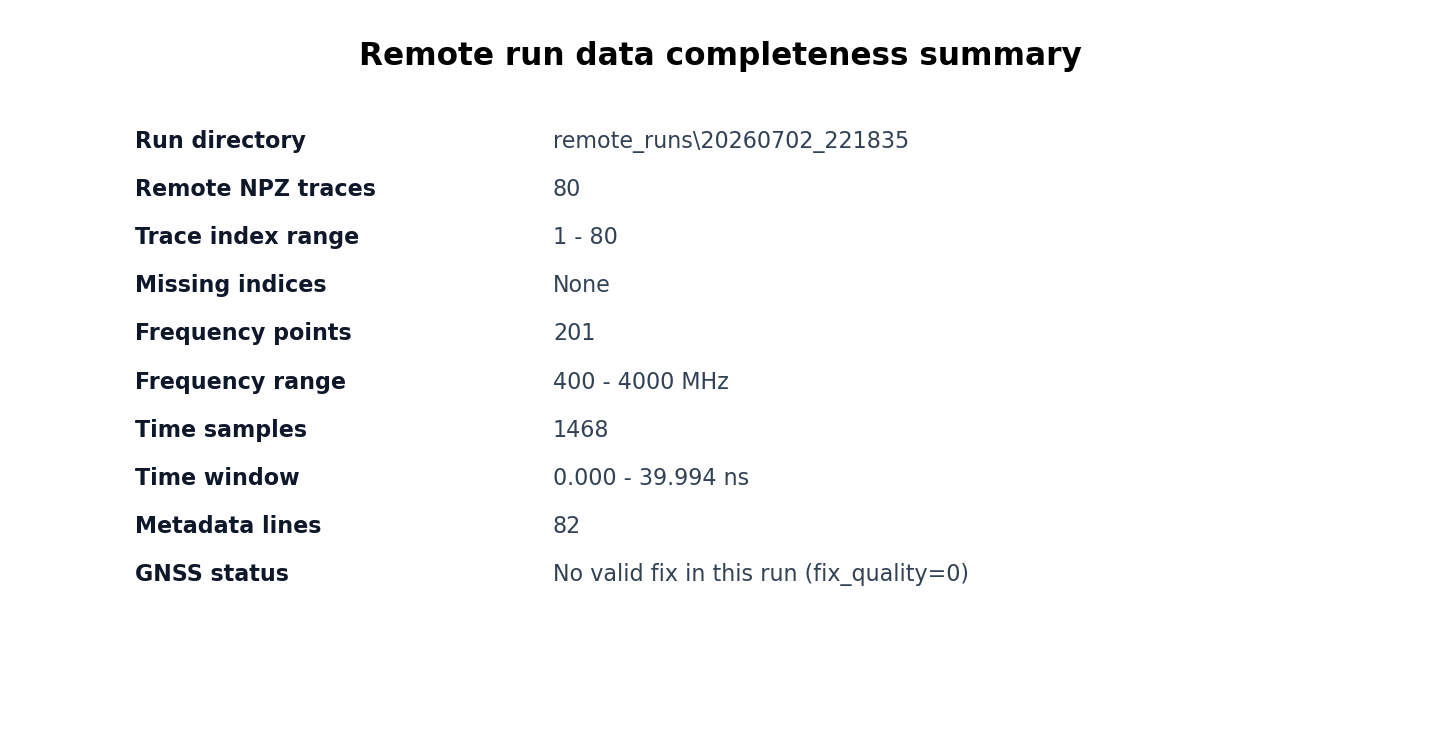 Remote run data completeness summary
Run directory remote_runs\20260702_221835
Remote NPZ traces 80
Trace index range 1 - 80
Missing indices None
Frequency points 201
Frequency range 400 - 4000 MHz
Time samples 1468
Time window 0.000 - 39.994 ns
Metadata lines 82
GNSS status No valid fix in this run (fix_quality=0)